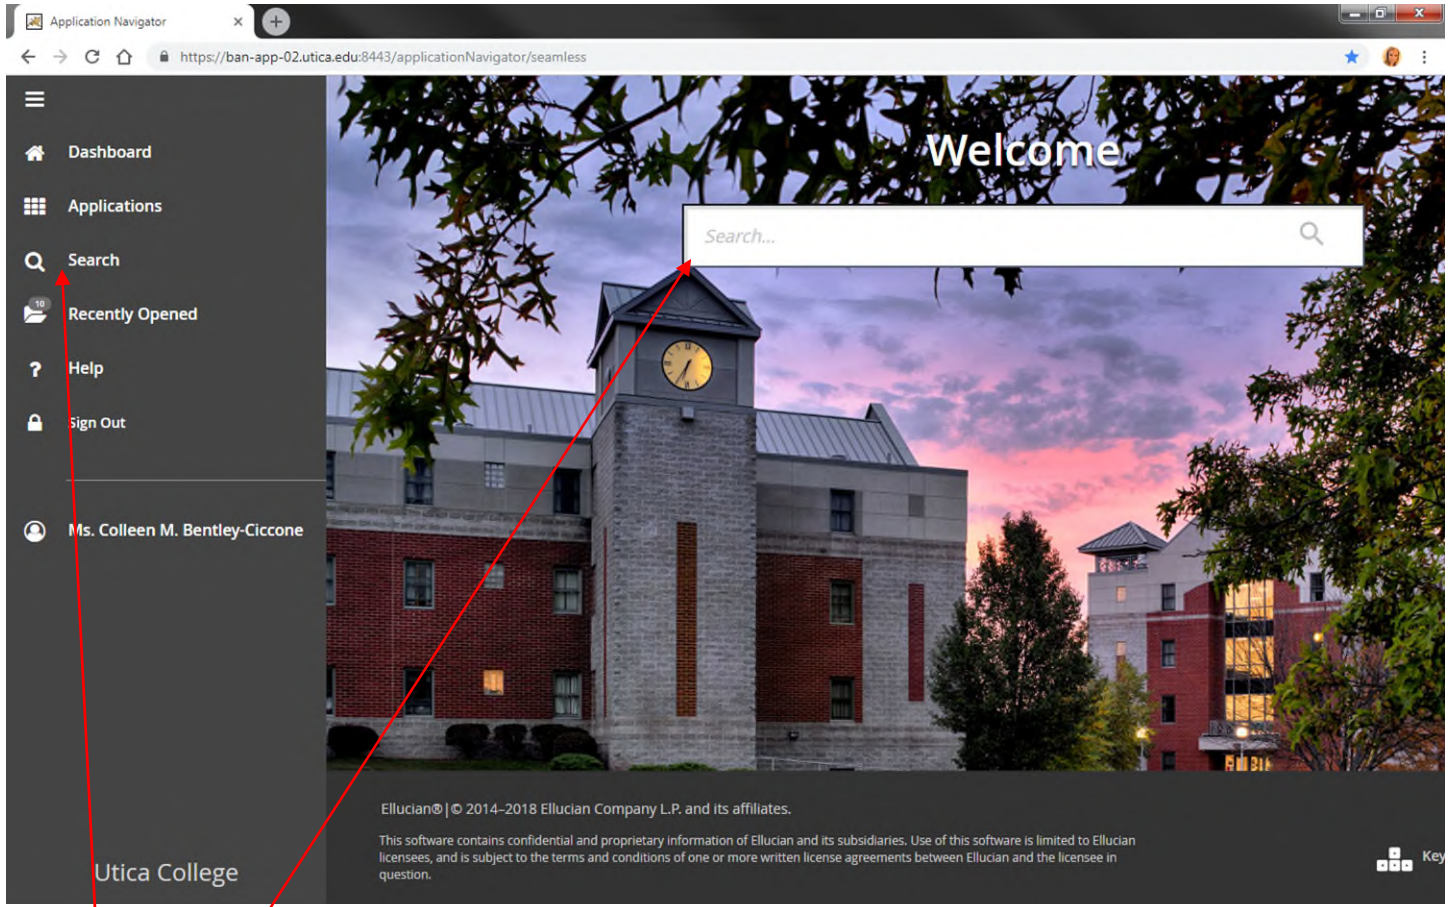 Application Navigator
https://ban-app-02.utica.edu:8443/applicationNavigator/seamless
Dashboard
Applications
Search
10
Recently Opened
? Help
Sign Out
Ms. Colleen M. Bentley-Ciccone
Utica College
Welcome
Search...
Ellucian®|© 2014–2018 Ellucian Company L.P. and its affiliates.
This software contains confidential and proprietary information of Ellucian and its subsidiaries. Use of this software is limited to Ellucian
licensees, and is subject to the terms and conditions of one or more written license agreements between Ellucian and the licensee in
question.
Key